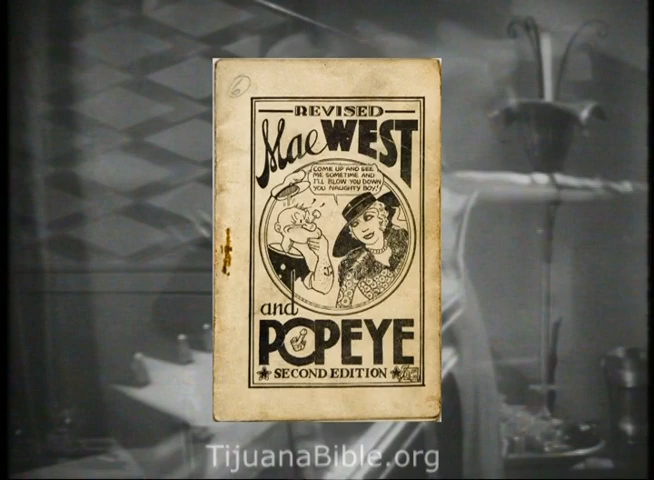 6
REVISED
Mae WEST
COME UP AND SEE
ME SOMETIME AND
I'LL BLOW YOU DOWN
YOU NAUGHTY BOY!
and
POPEYE
SECOND EDITION
TijuanaBible.org